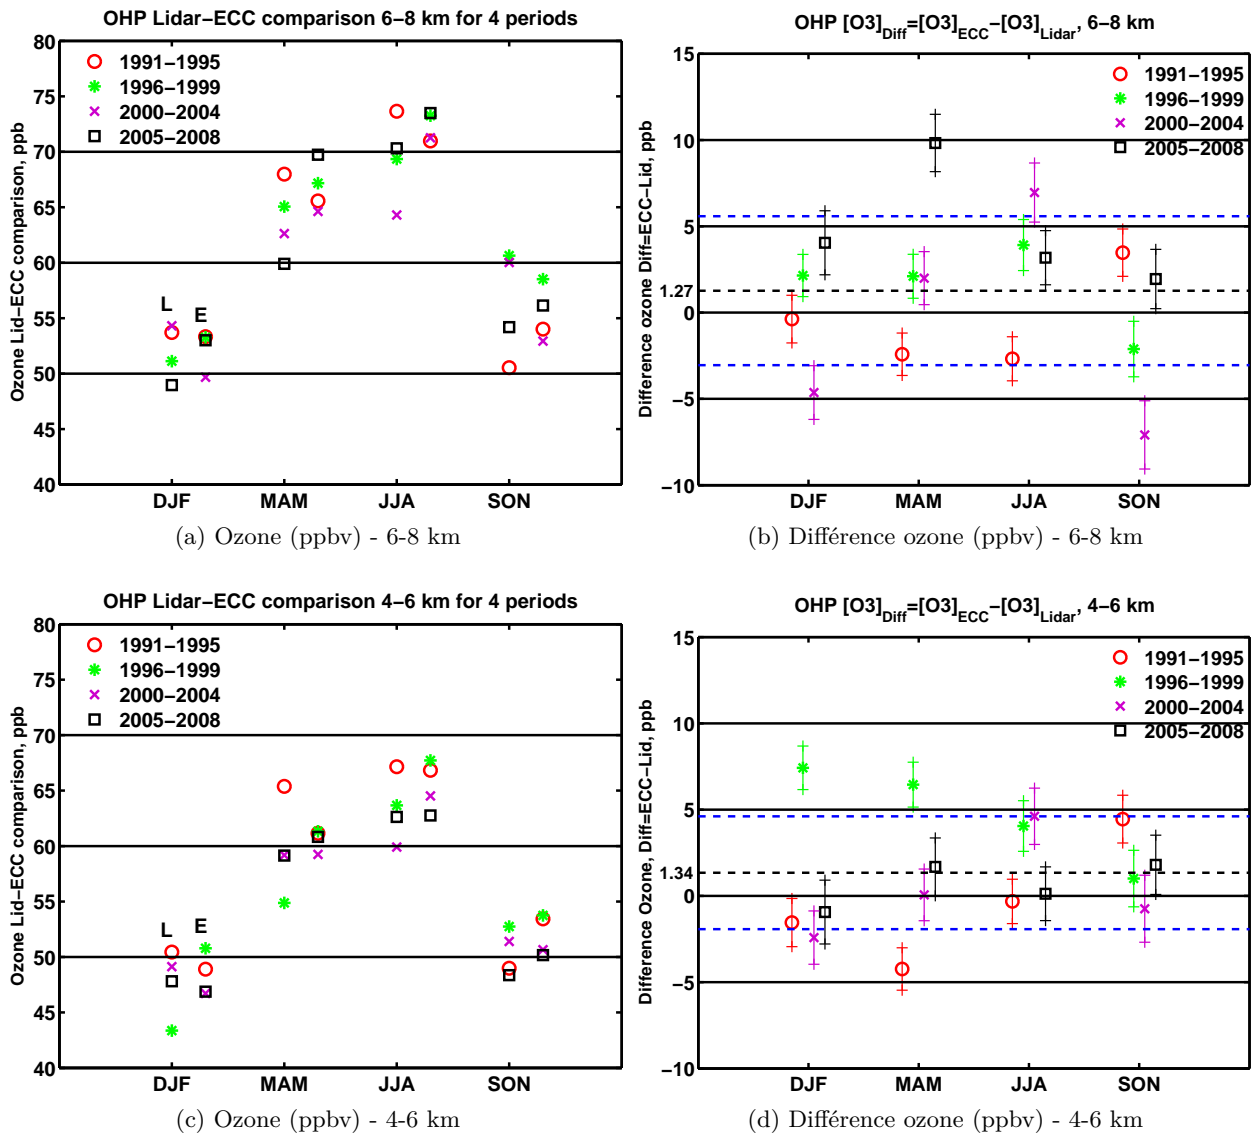 OHP Lidar−ECC comparison 6−8 km for 4 periods
Ozone Lid−ECC comparison, ppb
80
75
70
65
60
55
50
45
40
1991−1995
1996−1999
2000−2004
2005−2008
L
E
DJF MAM JJA SON
(a) Ozone (ppbv) - 6-8 km
OHP [O3]Diff=[O3]ECC−[O3]Lidar, 6−8 km
Difference ozone Diff=ECC−Lid, ppb
15
10
5
1.27
0
−5
−10
1991−1995
1996−1999
2000−2004
2005−2008
DJF MAM JJA SON
(b) Différence ozone (ppbv) - 6-8 km
OHP Lidar−ECC comparison 4−6 km for 4 periods
Ozone Lid−ECC comparison, ppb
80
75
70
65
60
55
50
45
40
1991−1995
1996−1999
2000−2004
2005−2008
L
E
DJF MAM JJA SON
(c) Ozone (ppbv) - 4-6 km
OHP [O3]Diff=[O3]ECC−[O3]Lidar, 4−6 km
Difference Ozone, Diff=ECC−Lid, ppb
15
10
5
1.34
0
−5
−10
1991−1995
1996−1999
2000−2004
2005−2008
DJF MAM JJA SON
(d) Différence ozone (ppbv) - 4-6 km